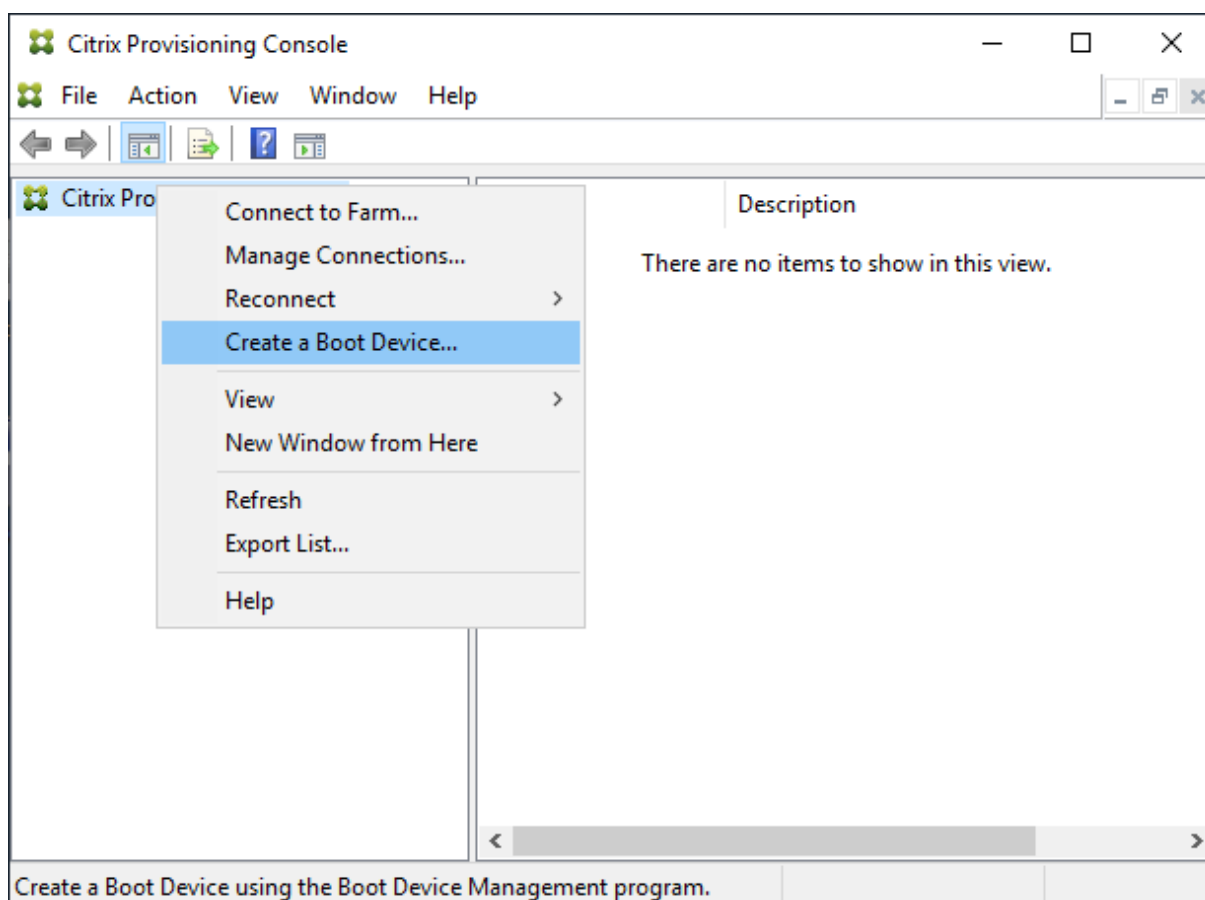 Citrix Provisioning Console
File Action View Window Help
?
Citrix Pro
Description
There are no items to show in this view.
Connect to Farm...
Manage Connections...
Reconnect
Create a Boot Device...
View
New Window from Here
Refresh
Export List...
Help
Create a Boot Device using the Boot Device Management program.